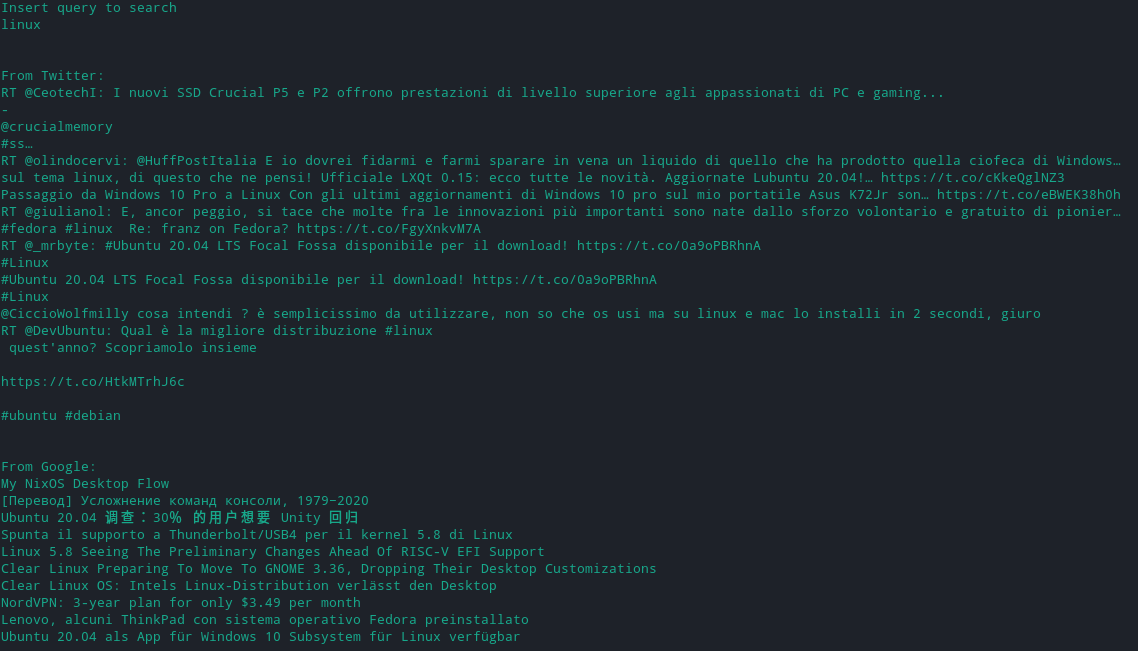 Insert query to search
linux
From Twitter:
RT @CeotechI: I nuovi SSD Crucial P5 e P2 offrono prestazioni di livello superiore agli appassionati di PC e gaming...
-
@crucialmemory
#ss…
RT @olindocervi: @HuffPostItalia E io dovrei fidarmi e farmi sparare in vena un liquido di quello che ha prodotto quella ciofeca di Windows…
sul tema linux, di questo che ne pensi! Ufficiale LXQt 0.15: ecco tutte le novità. Aggiornate Lubuntu 20.04!… https://t.co/cKkeQglNZ3
Passaggio da Windows 10 Pro a Linux Con gli ultimi aggiornamenti di Windows 10 pro sul mio portatile Asus K72Jr son… https://t.co/eBWEK38h0h
RT @giulianol: E, ancor peggio, si tace che molte fra le innovazioni più importanti sono nate dallo sforzo volontario e gratuito di pionier…
#fedora #linux  Re: franz on Fedora? https://t.co/FgyXnkvM7A
RT @_mrbyte: #Ubuntu 20.04 LTS Focal Fossa disponibile per il download! https://t.co/0a9oPBRhnA
#Linux
#Ubuntu 20.04 LTS Focal Fossa disponibile per il download! https://t.co/0a9oPBRhnA
#Linux
@CiccioWolfmilly cosa intendi ? è semplicissimo da utilizzare, non so che os usi ma su linux e mac lo installi in 2 secondi, giuro
RT @DevUbuntu: Qual è la migliore distribuzione #linux
quest'anno? Scopriamolo insieme
https://t.co/HtkMTrhJ6c
#ubuntu #debian
From Google:
My NixOS Desktop Flow
[Перевод] Усложнение команд консоли, 1979−2020
Ubuntu 20.04 调查：30％ 的用户想要 Unity 回归
Spunta il supporto a Thunderbolt/USB4 per il kernel 5.8 di Linux
Linux 5.8 Seeing The Preliminary Changes Ahead Of RISC-V EFI Support
Clear Linux Preparing To Move To GNOME 3.36, Dropping Their Desktop Customizations
Clear Linux OS: Intels Linux-Distribution verlässt den Desktop
NordVPN: 3-year plan for only $3.49 per month
Lenovo, alcuni ThinkPad con sistema operativo Fedora preinstallato
Ubuntu 20.04 als App für Windows 10 Subsystem für Linux verfügbar